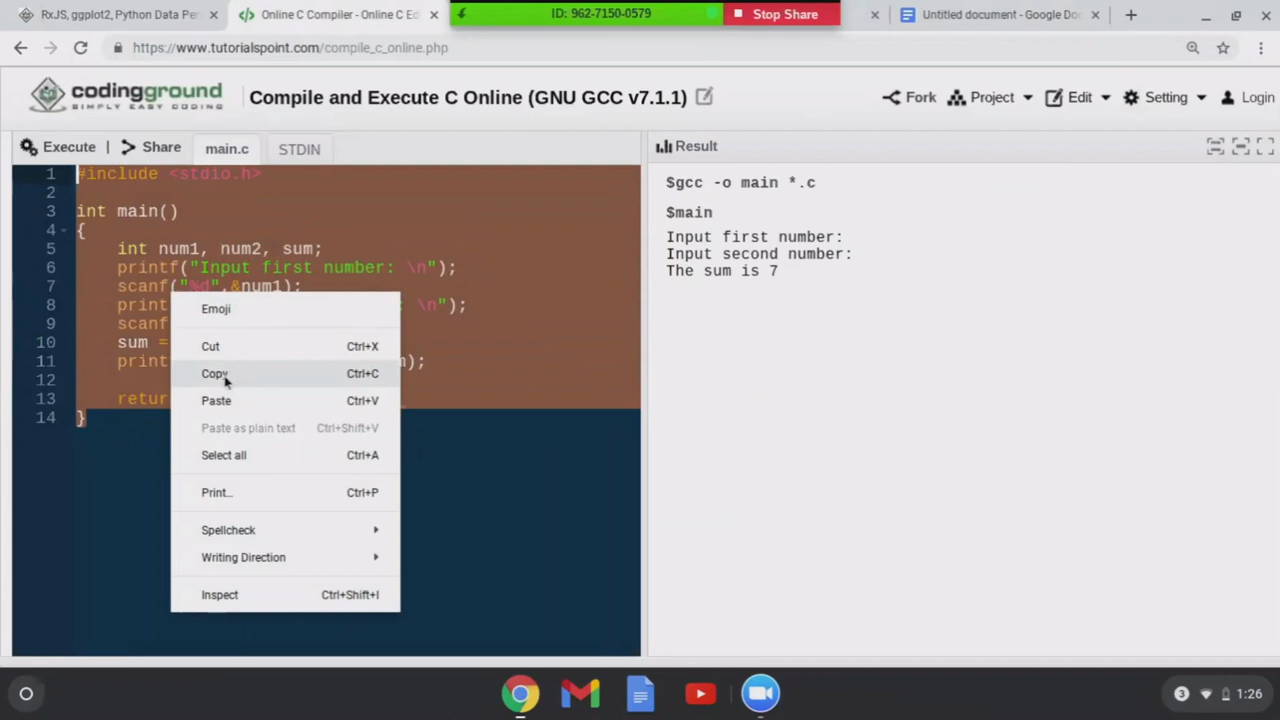 RxJS, ggplot2, Python Data Per
Online C Compiler - Online C Ed
ID: 962-7150-0579
Stop Share
Untitled document - Google Doc
https://www.tutorialspoint.com/compile_c_online.php
codingground
SIMPLY EASY CODING
Compile and Execute C Online (GNU GCC v7.1.1)
Fork
Project
Edit
Setting
Login
Execute | Share main.c STDIN
Result
1 #include <stdio.h>
2
3 int main()
4 {
5 int num1, num2, sum;
6 printf("Input first number: \n");
7 scanf("%d",&num1);
8 print : \n");
9 scanf
10 sum =
11 print m);
12
13 retur
14 }
Emoji
Cut Ctrl+X
Copy Ctrl+C
Paste Ctrl+V
Paste as plain text Ctrl+Shift+V
Select all Ctrl+A
Print... Ctrl+P
Spellcheck
Writing Direction
Inspect Ctrl+Shift+I
$gcc -o main *.c
$main
Input first number:
Input second number:
The sum is 7
3
1:26